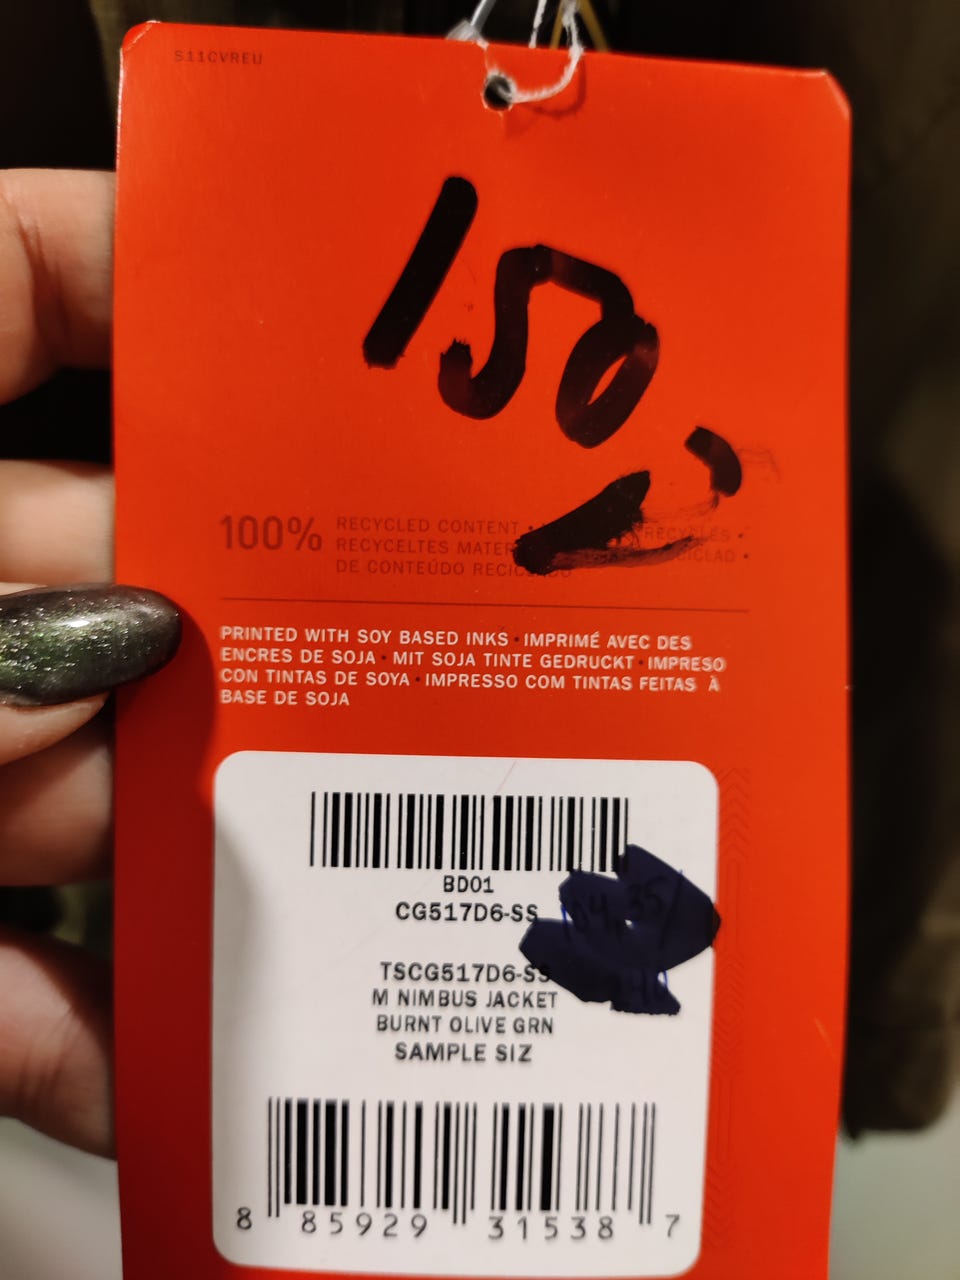 S11CVREU
150,-
100% RECYCLED CONTENT •
RECYCLÉS •
RECYCELTES
DE CONTEÚDO
PRINTED WITH SOY BASED INKS • IMPRIMÉ AVEC DES
ENCRES DE SOJA • MIT SOJA TINTE GEDRUCKT • IMPRESO
CON TINTAS DE SOYA • IMPRESSO COM TINTAS FEITAS À
BASE DE SOJA
BD01
CG517D6-SS
TSCG517D6-SS
M NIMBUS JACKET
BURNT OLIVE GRN
SAMPLE SIZ
8 85929 31538 7